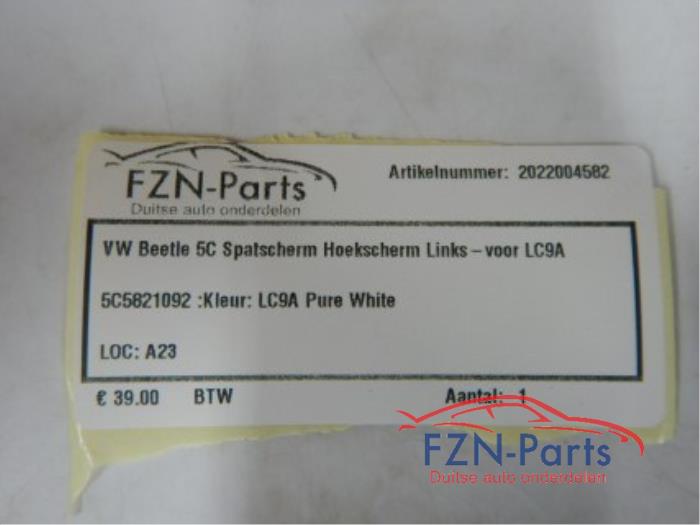 FZN-Parts
Duitse auto onderdelen
Artikelnummer: 2022004582
VW Beetle 5C Spatscherm Hoekscherm Links - voor LC9A
5C5821092 :Kleur: LC9A Pure White
LOC: A23
€ 39.00 BTW Aantal: 1
FZN-Parts
Duitse auto onderdelen